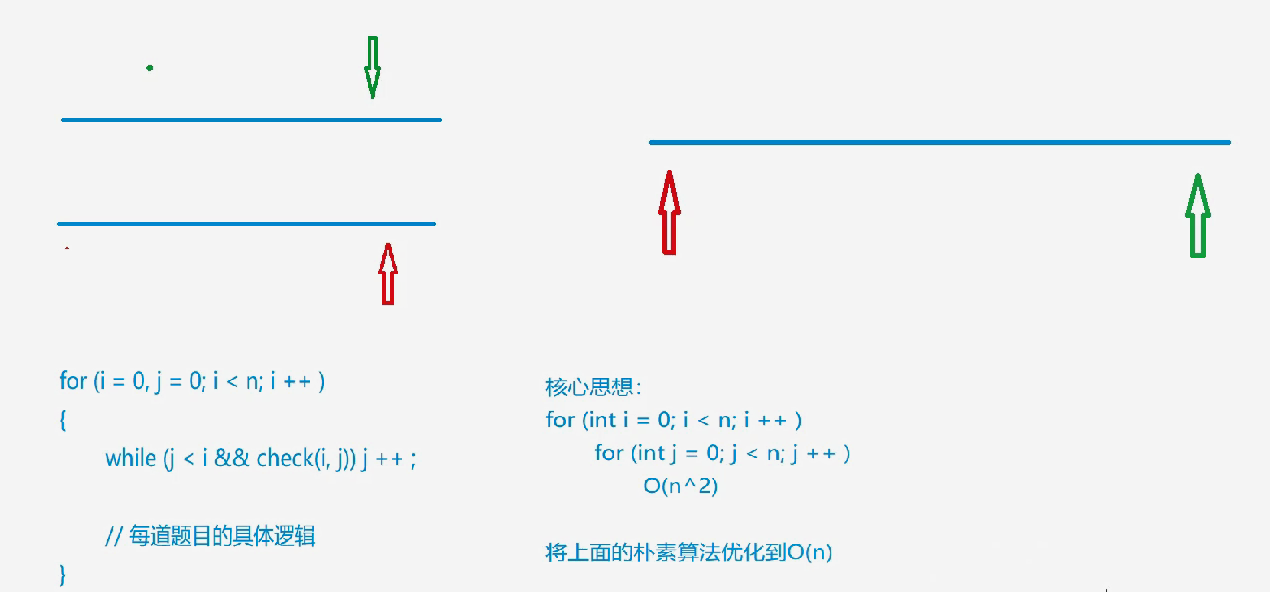 for (i = 0, j = 0; i < n; i ++ )
{
while (j < i && check(i, j)) j ++ ;
// 每道题目的具体逻辑
}
核心思想：
for (int i = 0; i < n; i ++ )
for (int j = 0; j < n; j ++ )
O(n^2)
将上面的朴素算法优化到O(n)